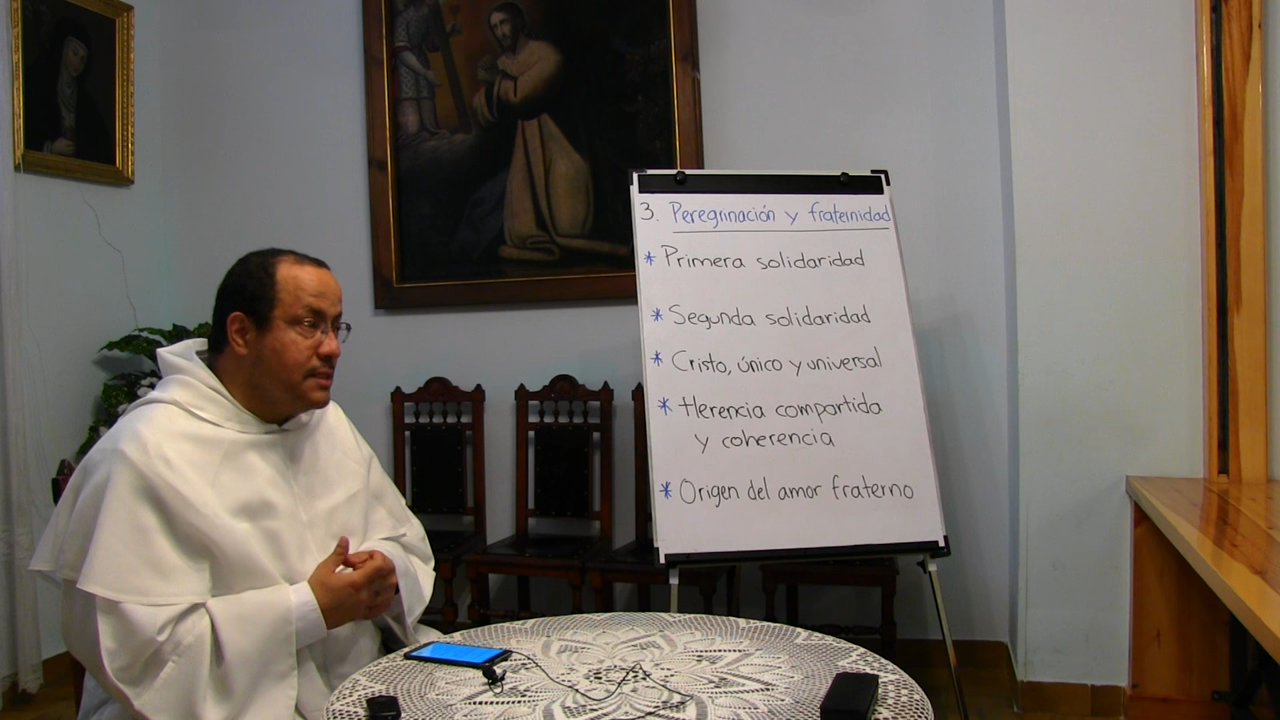 3. Peregrinación y fraternidad
* Primera solidaridad
* Segunda solidaridad
* Cristo, único y universal
* Herencia compartida
y coherencia
* Origen del amor fraterno